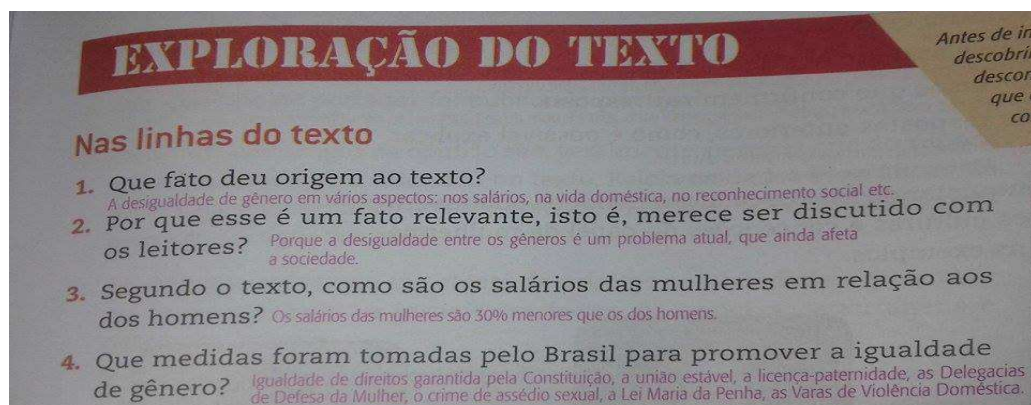 EXPLORAÇÃO DO TEXTO
Antes de
descobri
que
Nas linhas do texto
1. Que fato deu origem ao texto?
A desigualdade de gênero em vários aspectos: nos salários, na vida doméstica, no reconhecimento social etc.
2. Por que esse é um fato relevante, isto é, merece ser discutido com
os leitores? Porque a desigualdade entre os gêneros é um problema atual, que ainda afeta
a sociedade.
3. Segundo o texto, como são os salários das mulheres em relação aos
dos homens? Os salários das mulheres são 30% menores que os dos homens.
4. Que medidas foram tomadas pelo Brasil para promover a igualdade
de gênero? Igualdade de direitos garantida pela Constituição, a união estável, a licença-paternidade, as Delegacias
de Defesa da Mulher, o crime de assédio sexual, a Lei Maria da Penha, as Varas de Violência Doméstica.